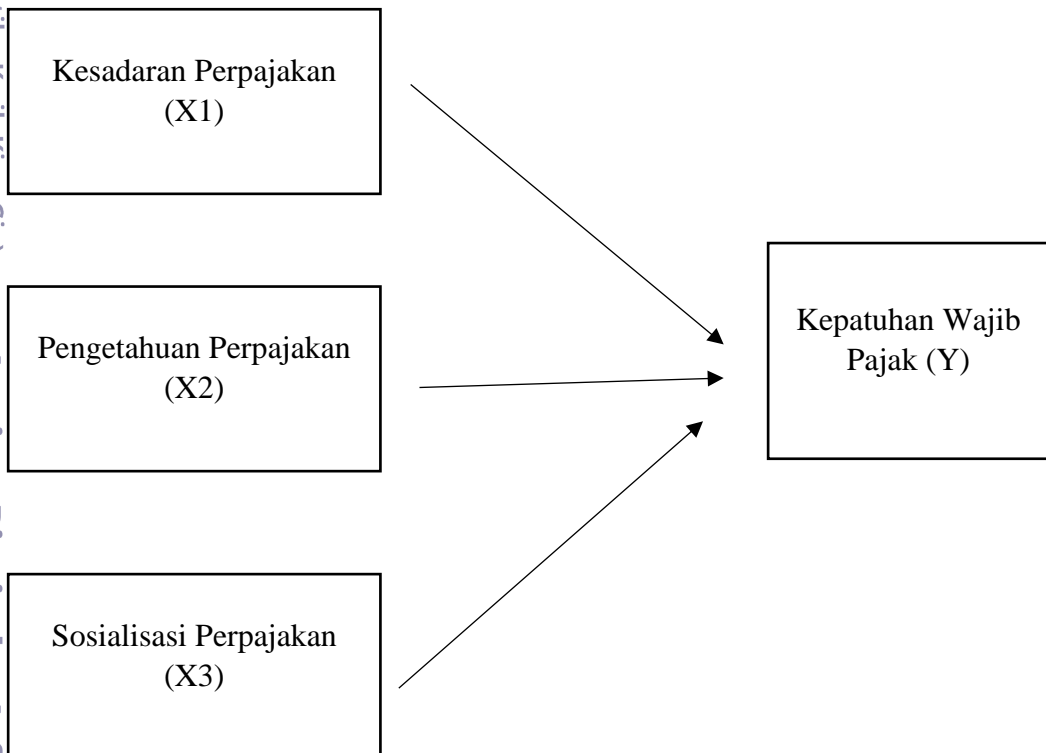 Kesadaran Perpajakan
(X1)
Pengetahuan Perpajakan
(X2)
Sosialisasi Perpajakan
(X3)
Kepatuhan Wajib
Pajak (Y)